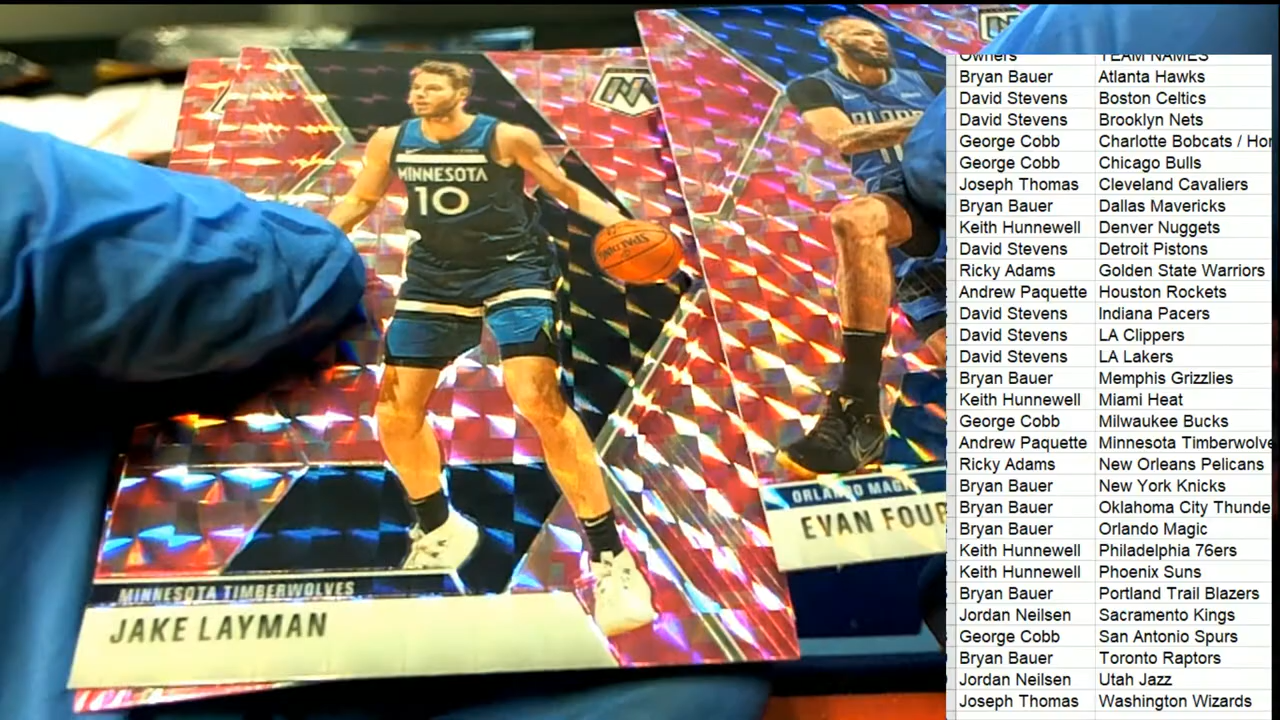 MINNESOTA
10
SPALDING
MINNESOTA TIMBERWOLVES
JAKE LAYMAN
EVAN FOUR
Owners TEAM NAMES
Bryan Bauer Atlanta Hawks
David Stevens Boston Celtics
David Stevens Brooklyn Nets
George Cobb Charlotte Bobcats / Hor
George Cobb Chicago Bulls
Joseph Thomas Cleveland Cavaliers
Bryan Bauer Dallas Mavericks
Keith Hunnewell Denver Nuggets
David Stevens Detroit Pistons
Ricky Adams Golden State Warriors
Andrew Paquette Houston Rockets
David Stevens Indiana Pacers
David Stevens LA Clippers
David Stevens LA Lakers
Bryan Bauer Memphis Grizzlies
Keith Hunnewell Miami Heat
George Cobb Milwaukee Bucks
Andrew Paquette Minnesota Timberwolve
Ricky Adams New Orleans Pelicans
Bryan Bauer New York Knicks
Bryan Bauer Oklahoma City Thunde
Bryan Bauer Orlando Magic
Keith Hunnewell Philadelphia 76ers
Keith Hunnewell Phoenix Suns
Bryan Bauer Portland Trail Blazers
Jordan Neilsen Sacramento Kings
George Cobb San Antonio Spurs
Bryan Bauer Toronto Raptors
Jordan Neilsen Utah Jazz
Joseph Thomas Washington Wizards